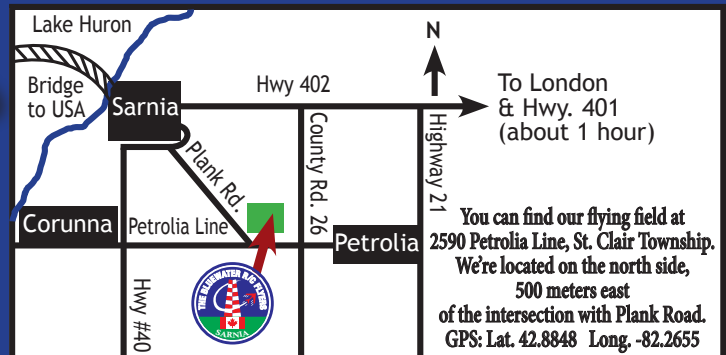 Lake Huron
N
Bridge
to USA
Sarnia
Hwy 402
To London
& Hwy. 401
(about 1 hour)
Plank Rd.
County Rd. 26
Highway 21
Corunna
Petrolia Line
Petrolia
Hwy #40
THE BLUEWATER R/C FLYERS
SARNIA
You can find our flying field at
2590 Petrolia Line, St. Clair Township.
We're located on the north side,
500 meters east
of the intersection with Plank Road.
GPS: Lat. 42.8848 Long. -82.2655